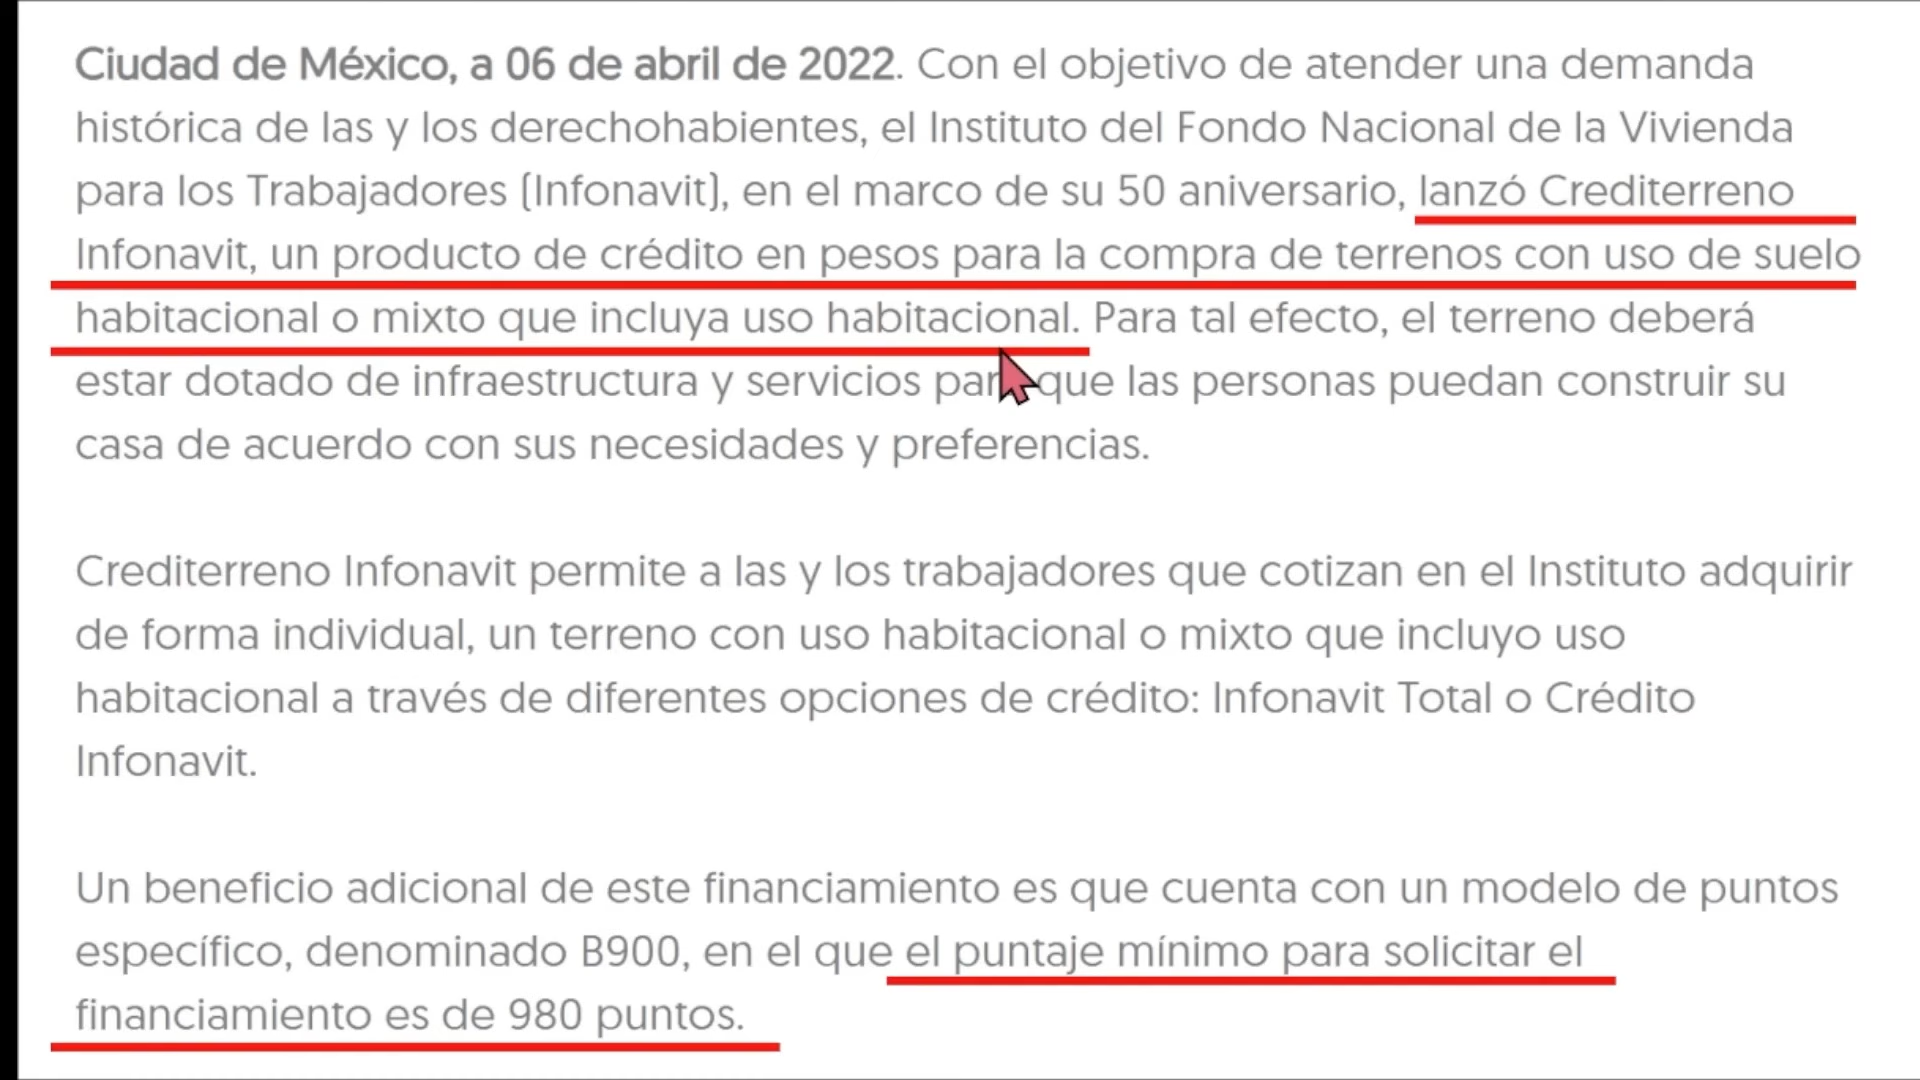 Ciudad de México, a 06 de abril de 2022. Con el objetivo de atender una demanda
histórica de las y los derechohabientes, el Instituto del Fondo Nacional de la Vivienda
para los Trabajadores (Infonavit), en el marco de su 50 aniversario, lanzó Crediterreno
Infonavit, un producto de crédito en pesos para la compra de terrenos con uso de suelo
habitacional o mixto que incluya uso habitacional. Para tal efecto, el terreno deberá
estar dotado de infraestructura y servicios para que las personas puedan construir su
casa de acuerdo con sus necesidades y preferencias.
Crediterreno Infonavit permite a las y los trabajadores que cotizan en el Instituto adquirir
de forma individual, un terreno con uso habitacional o mixto que incluyo uso
habitacional a través de diferentes opciones de crédito: Infonavit Total o Crédito
Infonavit.
Un beneficio adicional de este financiamiento es que cuenta con un modelo de puntos
específico, denominado B900, en el que el puntaje mínimo para solicitar el
financiamiento es de 980 puntos.